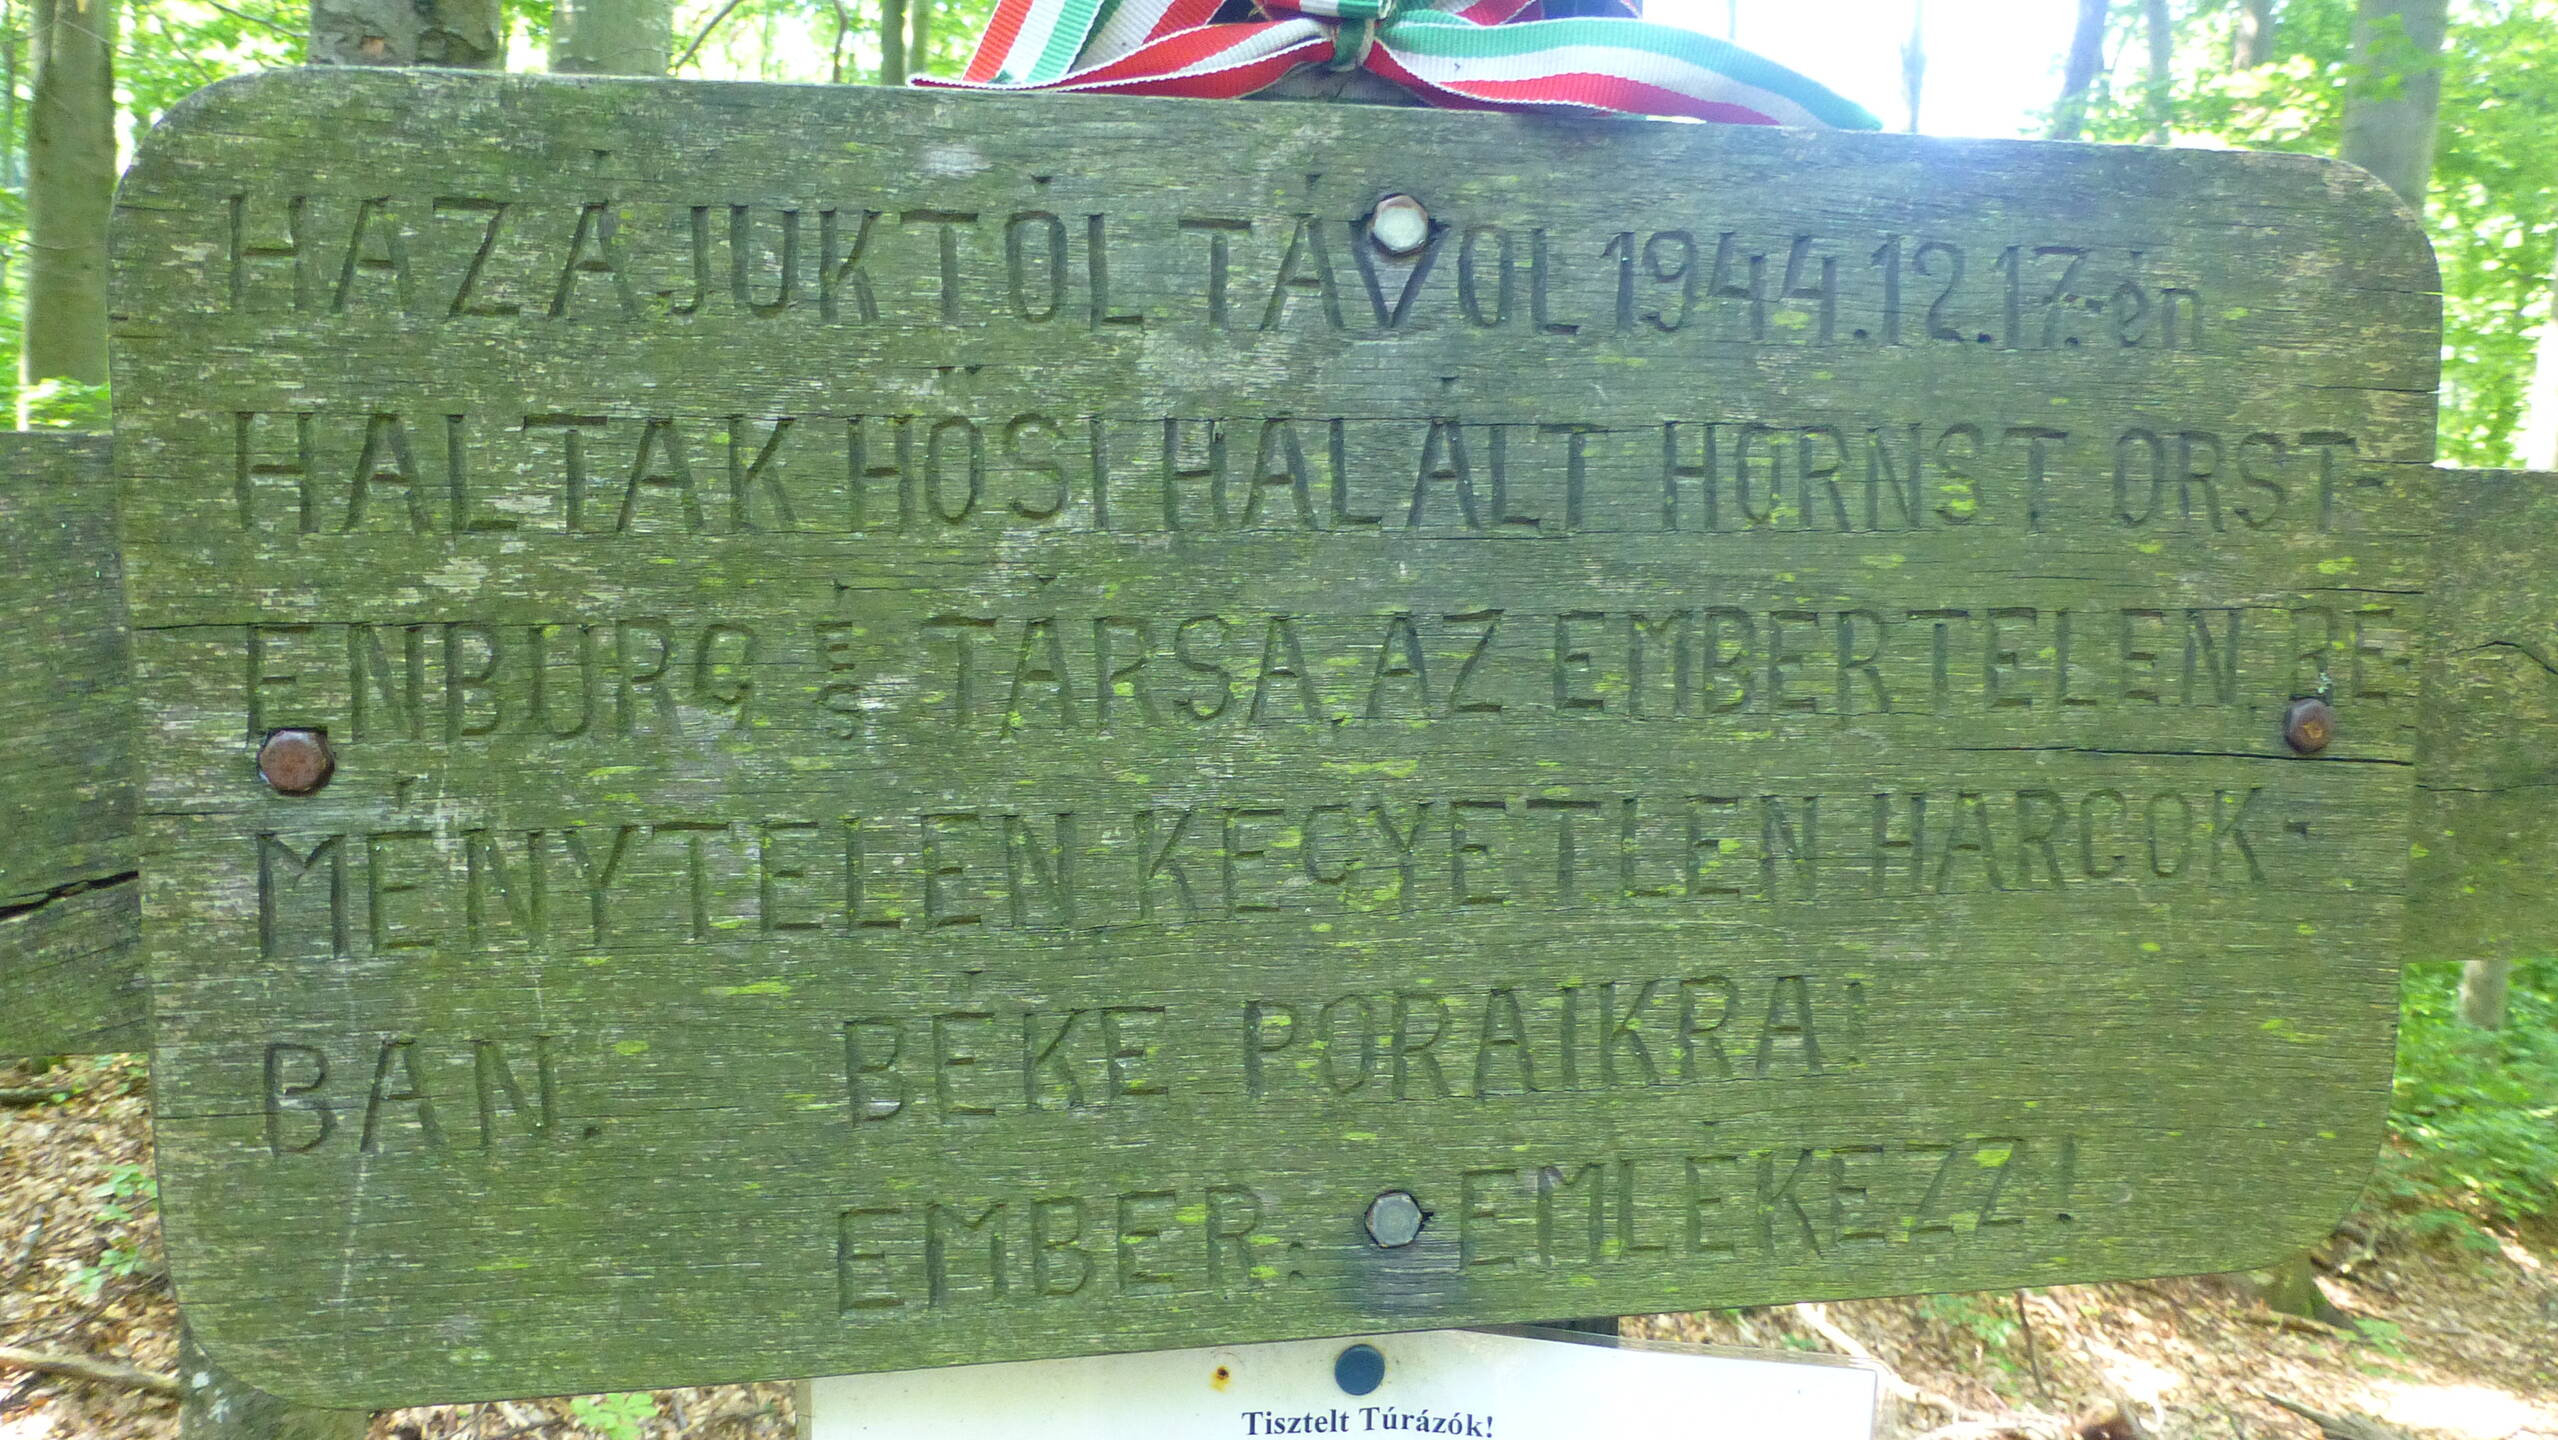 HAZÁJUKTÓL TÁVOL 1944.12.17.-én
HALTAK HŐSI HALÁLT HORNST ORST-
ENBURG ÉS TÁRSA. AZ EMBERTELEN, RE-
MÉNYTELEN KEGYETLEN HARCOK-
BAN. BÉKE PORAIKRA!
EMBER. EMLÉKEZZ!
Tisztelt Túrázók!